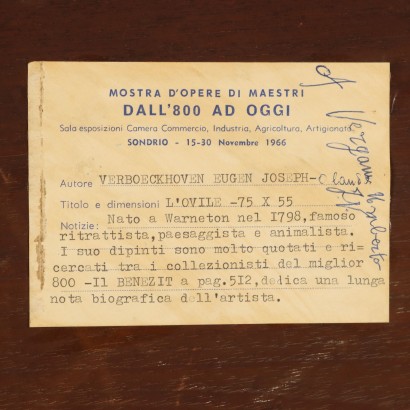 MOSTRA D'OPERE DI MAESTRI
DALL'800 AD OGGI
Sala esposizioni Camera Commercio, Industria, Agricoltura, Artigianato
SONDRIO - 15-30 Novembre 1966
Autore VERBOECKHOVEN EUGEN JOSEPH-Olanda
Titolo e dimensioni L'OVILE -75 X 55
Notizie: Nato a Warneton nel 1798, famoso
ritrattista, paesaggista e animalista.
I suo dipinti sono molto quotati e ri-
cercati tra i collezionisti del miglior
800 -Il BENEZIT a pag.512, dedica una lunga
nota biografica dell'artista.